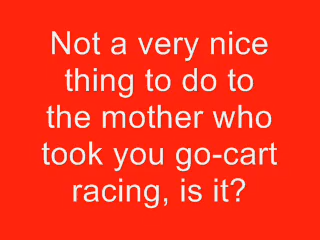 Not a very nice
thing to do to
the mother who
took you go-cart
racing, is it?